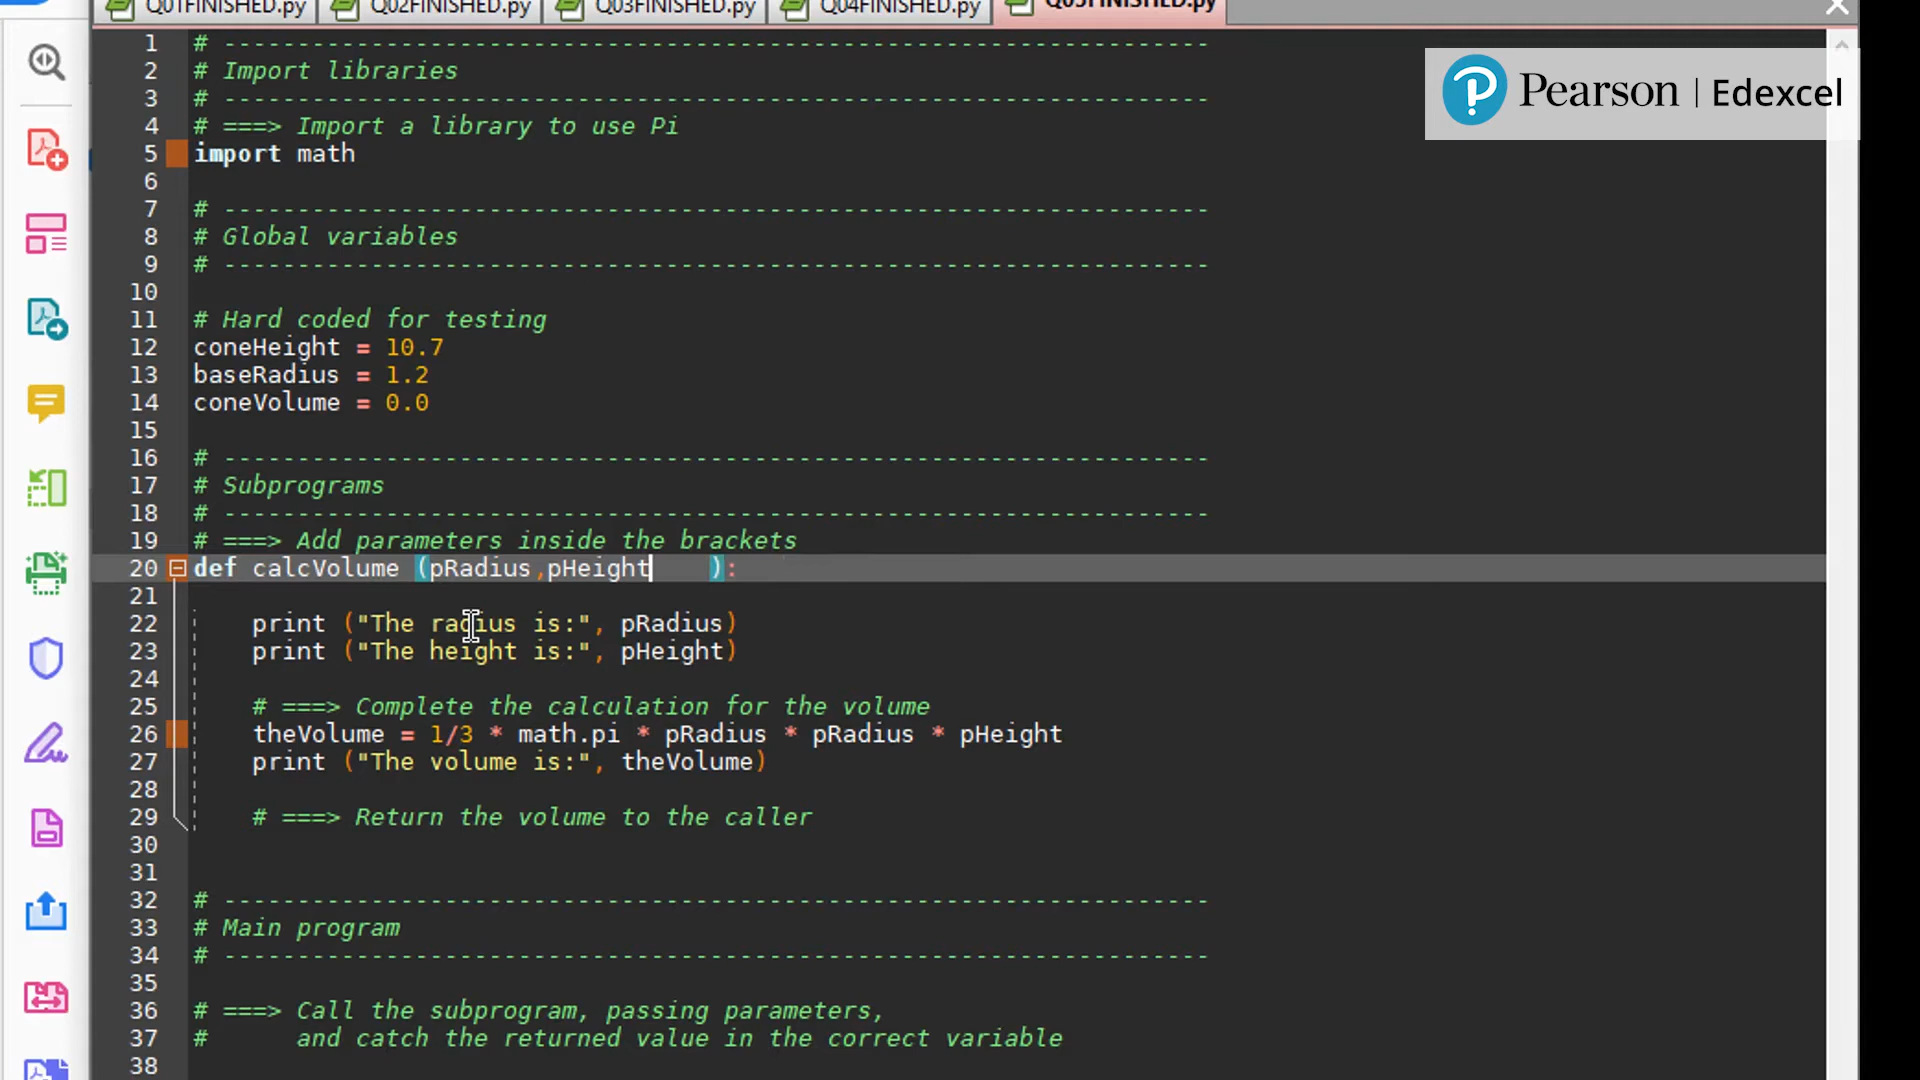 Q01FINISHED.py Q02FINISHED.py Q03FINISHED.py Q04FINISHED.py Q05FINISHED.py
Pearson | Edexcel
1 # -------------------------------------------------------------------
2 # Import libraries
3 # -------------------------------------------------------------------
4 # ===> Import a library to use Pi
5 import math
6
7 # -------------------------------------------------------------------
8 # Global variables
9 # -------------------------------------------------------------------
10
11 # Hard coded for testing
12 coneHeight = 10.7
13 baseRadius = 1.2
14 coneVolume = 0.0
15
16 # -------------------------------------------------------------------
17 # Subprograms
18 # -------------------------------------------------------------------
19 # ===> Add parameters inside the brackets
20 def calcVolume (pRadius,pHeight    ):
21
22     print ("The radius is:", pRadius)
23     print ("The height is:", pHeight)
24
25     # ===> Complete the calculation for the volume
26     theVolume = 1/3 * math.pi * pRadius * pRadius * pHeight
27     print ("The volume is:", theVolume)
28
29     # ===> Return the volume to the caller
30
31
32 # -------------------------------------------------------------------
33 # Main program
34 # -------------------------------------------------------------------
35
36 # ===> Call the subprogram, passing parameters,
37 #      and catch the returned value in the correct variable
38